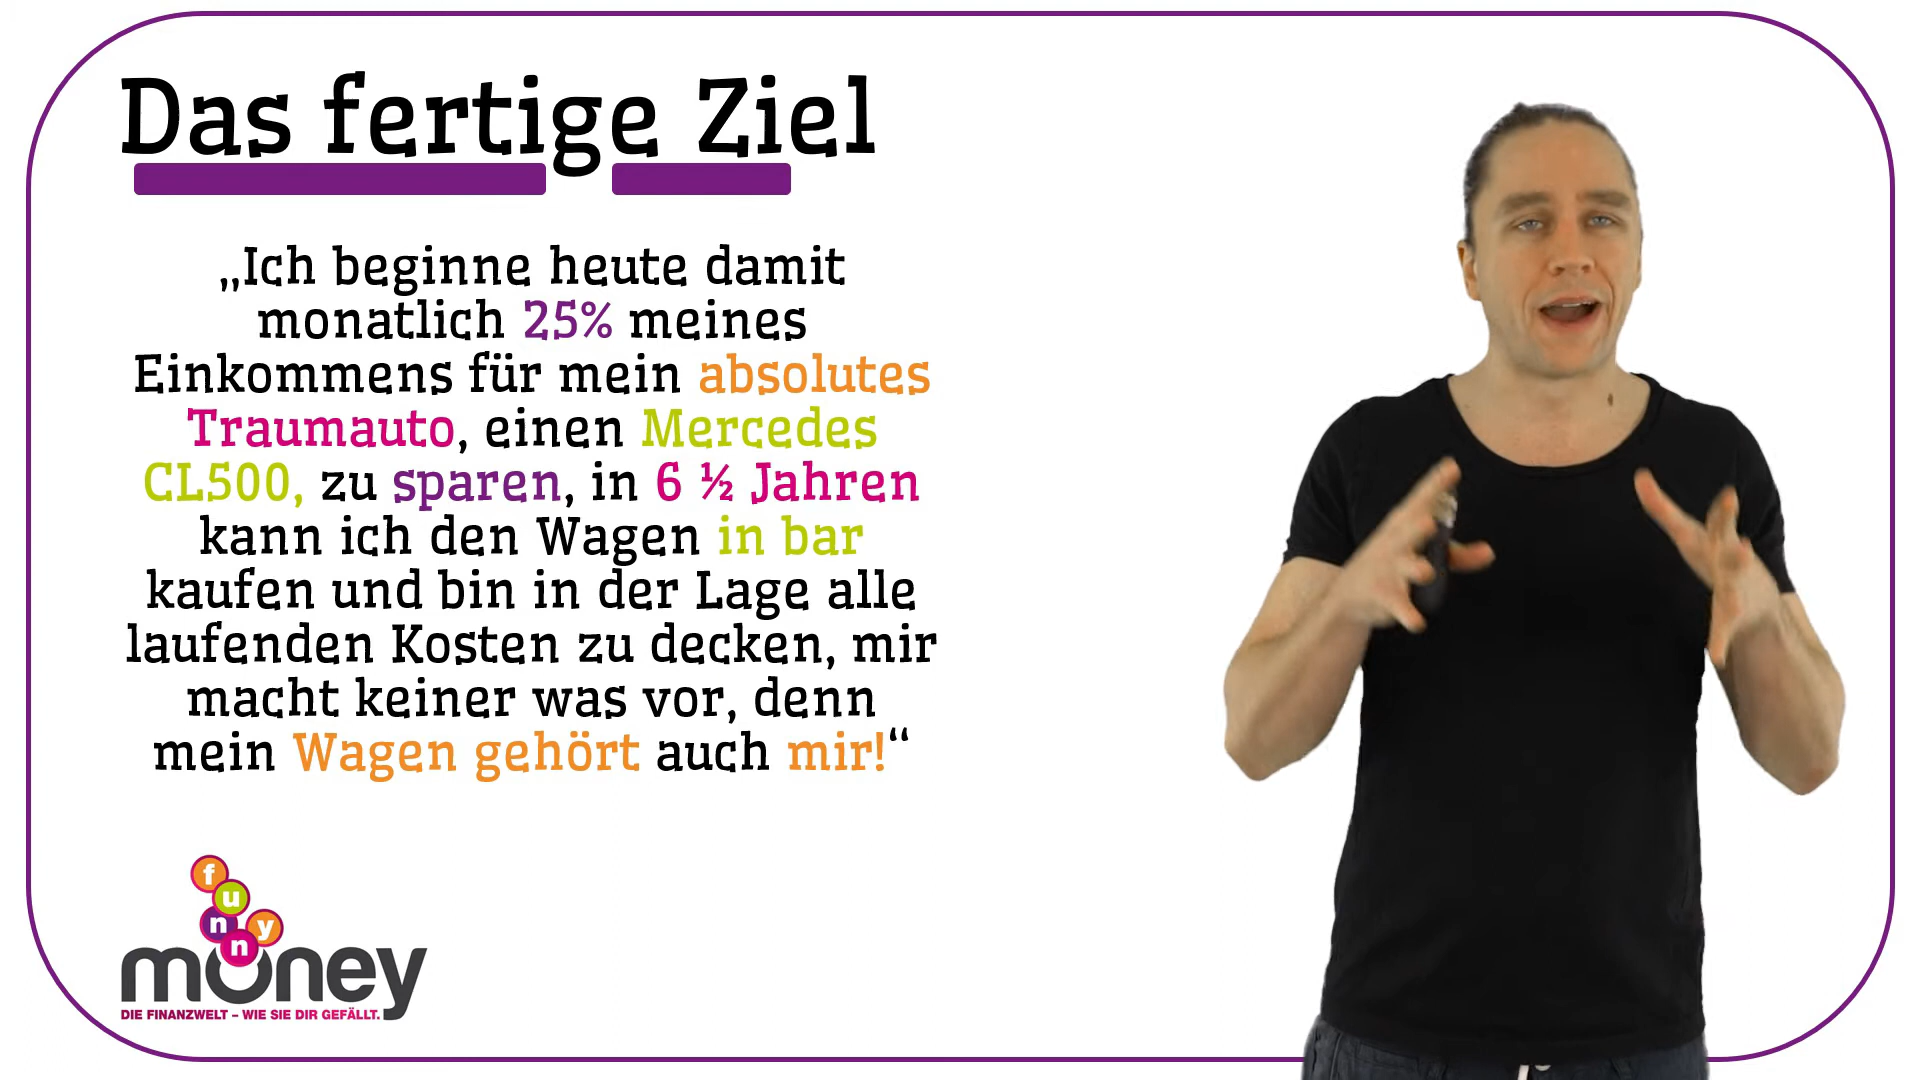 Das fertige Ziel
„Ich beginne heute damit
monatlich 25% meines
Einkommens für mein absolutes
Traumauto, einen Mercedes
CL500, zu sparen, in 6 ½ Jahren
kann ich den Wagen in bar
kaufen und bin in der Lage alle
laufenden Kosten zu decken, mir
macht keiner was vor, denn
mein Wagen gehört auch mir!“
funny
money
DIE FINANZWELT – WIE SIE DIR GEFÄLLT.